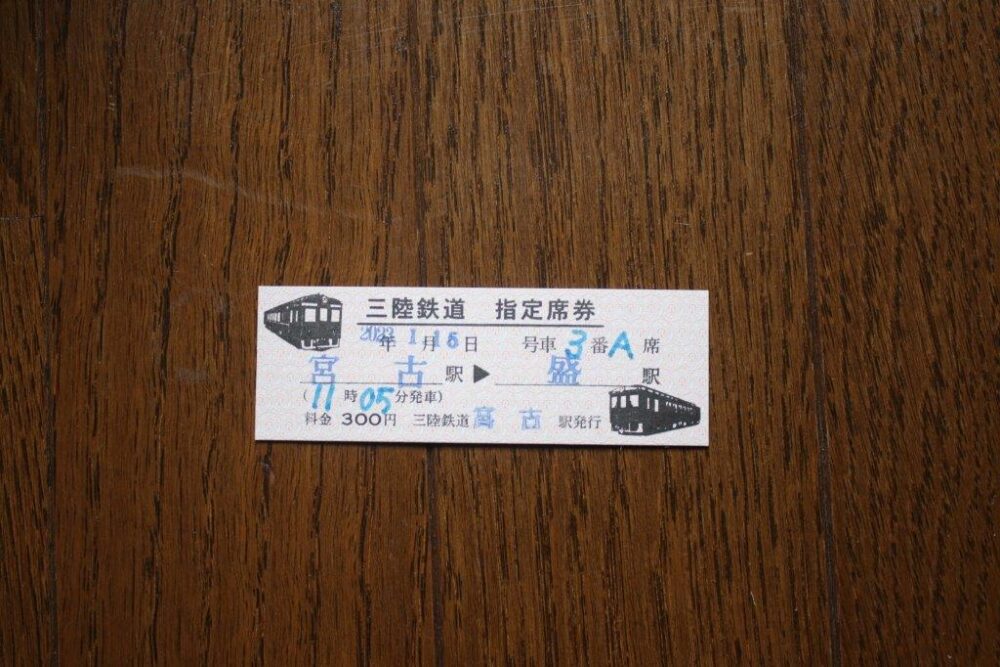 三陸鉄道 指定席券
2023年 1月15日 号車 3番A席
宮古駅▶盛駅
(11時05分発車)
料金 300円 三陸鉄道 宮古 駅発行